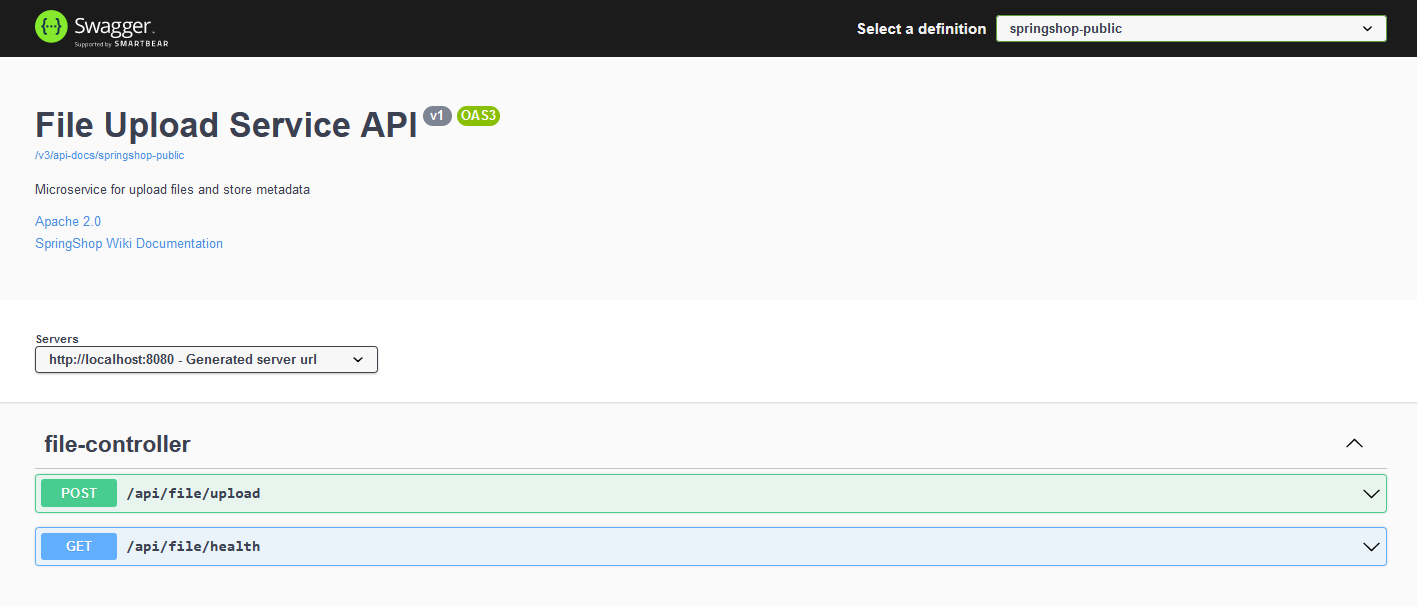 Swagger
Supported by SMARTBEAR
Select a definition
springshop-public
File Upload Service API v1 OAS3
/v3/api-docs/springshop-public
Microservice for upload files and store metadata
Apache 2.0
SpringShop Wiki Documentation
Servers
http://localhost:8080 - Generated server url
file-controller
POST /api/file/upload
GET /api/file/health